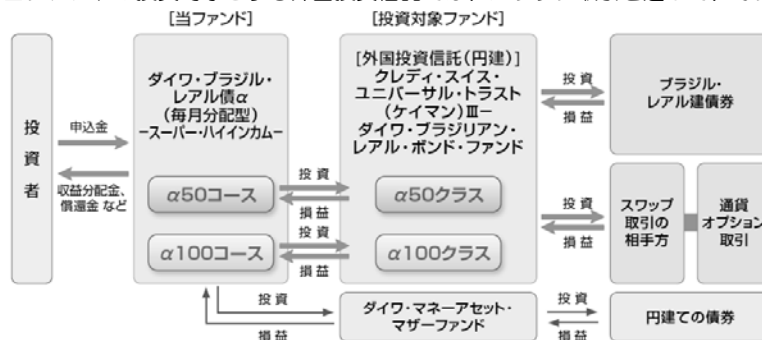 [当ファンド]
[投資対象ファンド]
投資者
申込金
収益分配金、
償還金 など
ダイワ・ブラジル・
レアル債α
(毎月分配型)
-スーパー・ハイインカム-
α50コース
α100コース
投資
損益
投資
損益
[外国投資信託(円建)]
クレディ・スイス・
ユニバーサル・トラスト
(ケイマン)Ⅲ-
ダイワ・ブラジリアン・
レアル・ボンド・ファンド
α50クラス
α100クラス
投資
損益
ブラジル・
レアル建債券
投資
損益
スワップ
取引の
相手方
通貨
オプション
取引
投資
損益
ダイワ・マネーアセット・
マザーファンド
投資
損益
円建ての債券